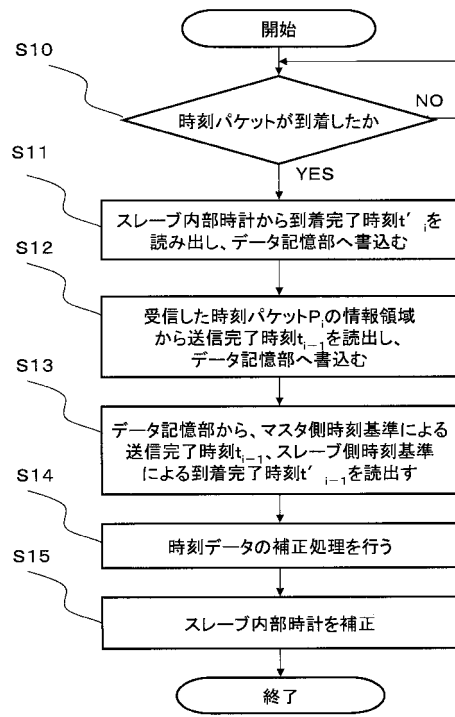 開始
S10
時刻パケットが到着したか
NO
YES
S11
スレーブ内部時計から到着完了時刻t'iを
読み出し、データ記憶部へ書込む
S12
受信した時刻パケットPiの情報領域
から送信完了時刻ti-1を読出し、
データ記憶部へ書込む
S13
データ記憶部から、マスタ側時刻基準による
送信完了時刻ti-1、スレーブ側時刻基準
による到着完了時刻t'i-1を読出す
S14
時刻データの補正処理を行う
S15
スレーブ内部時計を補正
終了